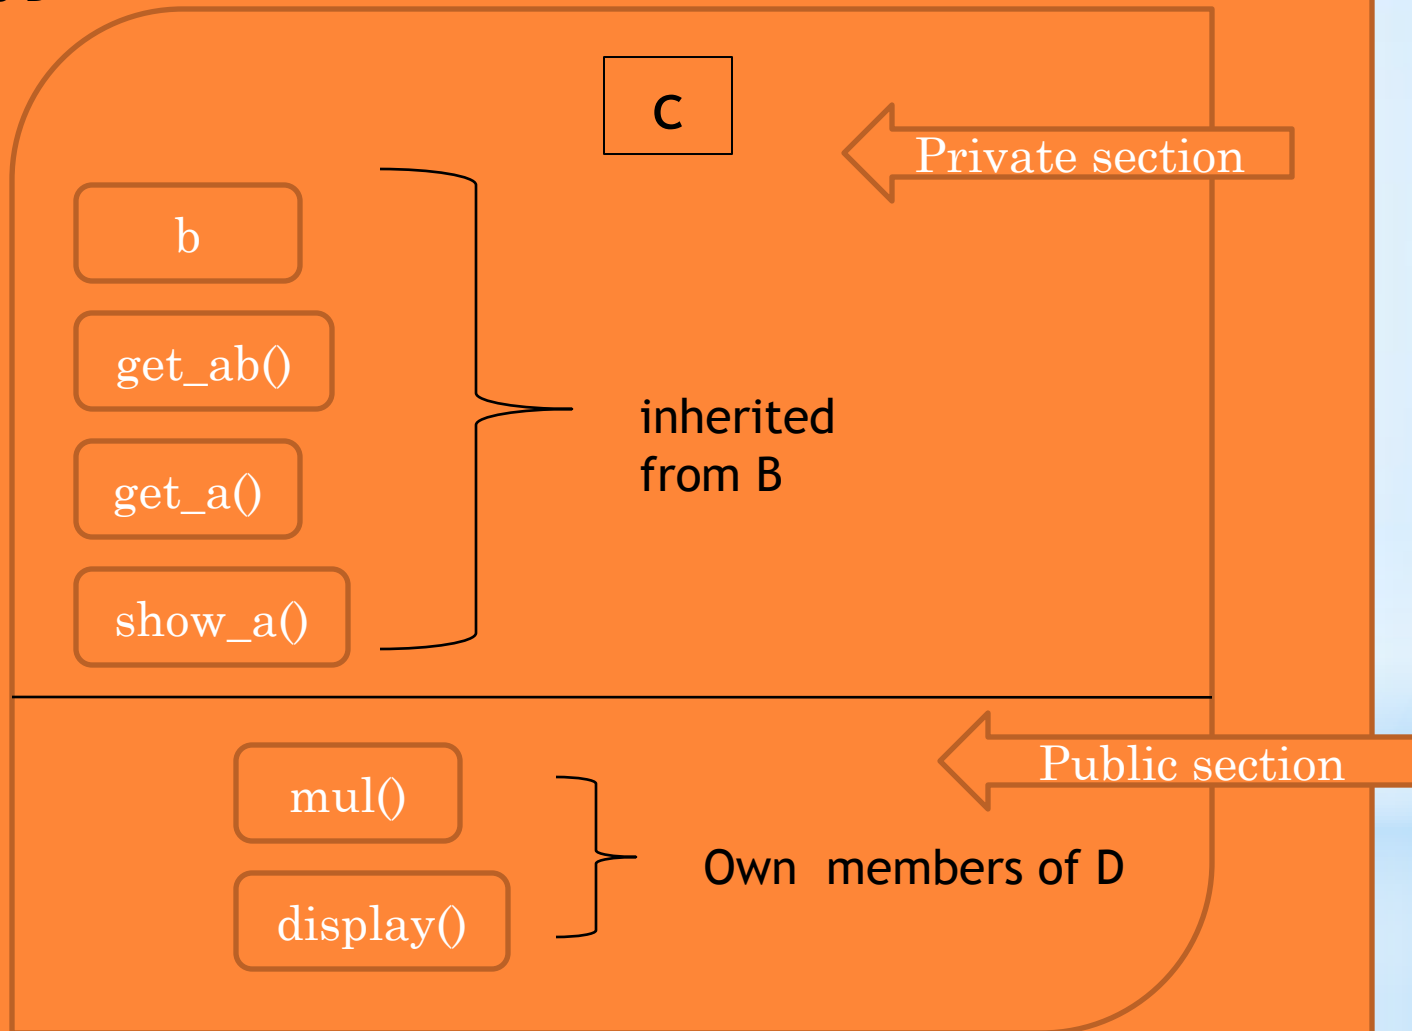 C
Private section
b
get_ab()
get_a()
inherited
from B
show_a()
Public section
mul()
Own members of D
display()